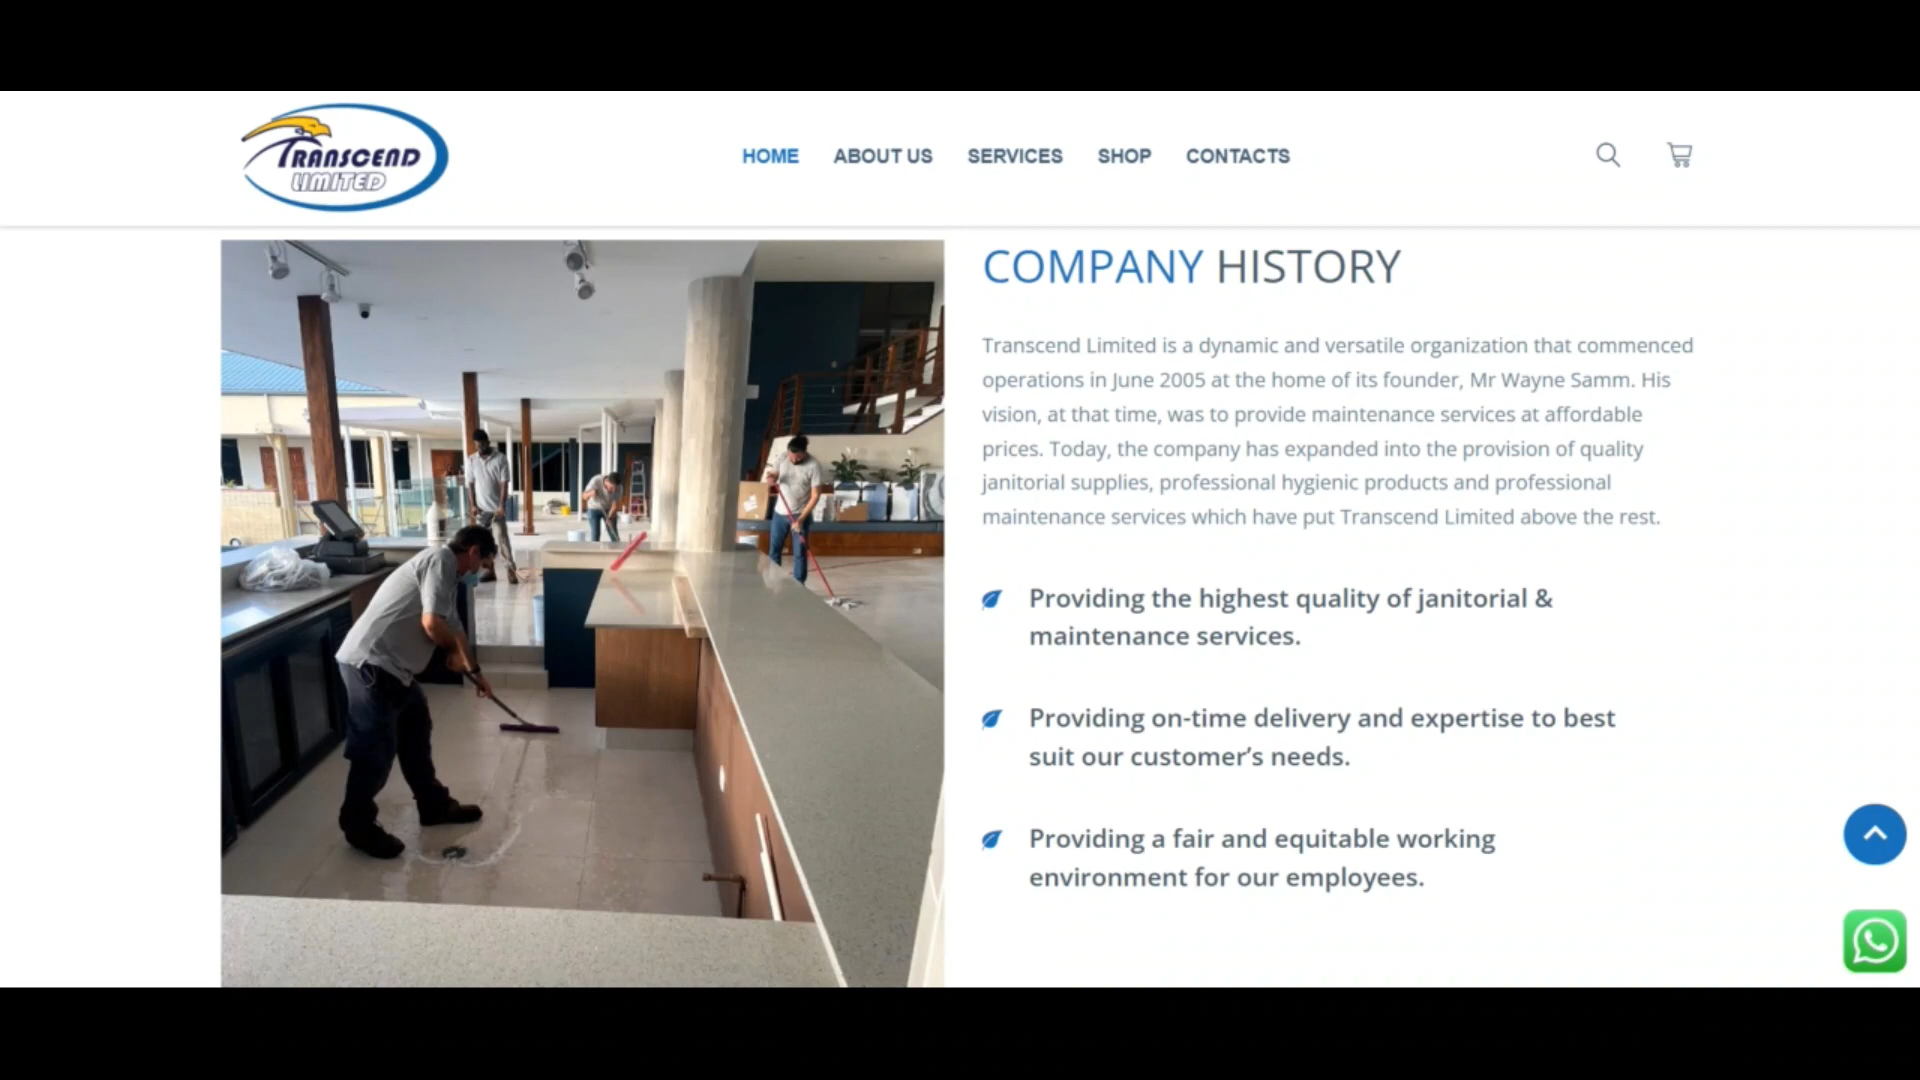 TRANSCEND
LIMITED
HOME ABOUT US SERVICES SHOP CONTACTS
COMPANY HISTORY
Transcend Limited is a dynamic and versatile organization that commenced
operations in June 2005 at the home of its founder, Mr Wayne Samm. His
vision, at that time, was to provide maintenance services at affordable
prices. Today, the company has expanded into the provision of quality
janitorial supplies, professional hygienic products and professional
maintenance services which have put Transcend Limited above the rest.
Providing the highest quality of janitorial &
maintenance services.
Providing on-time delivery and expertise to best
suit our customer’s needs.
Providing a fair and equitable working
environment for our employees.